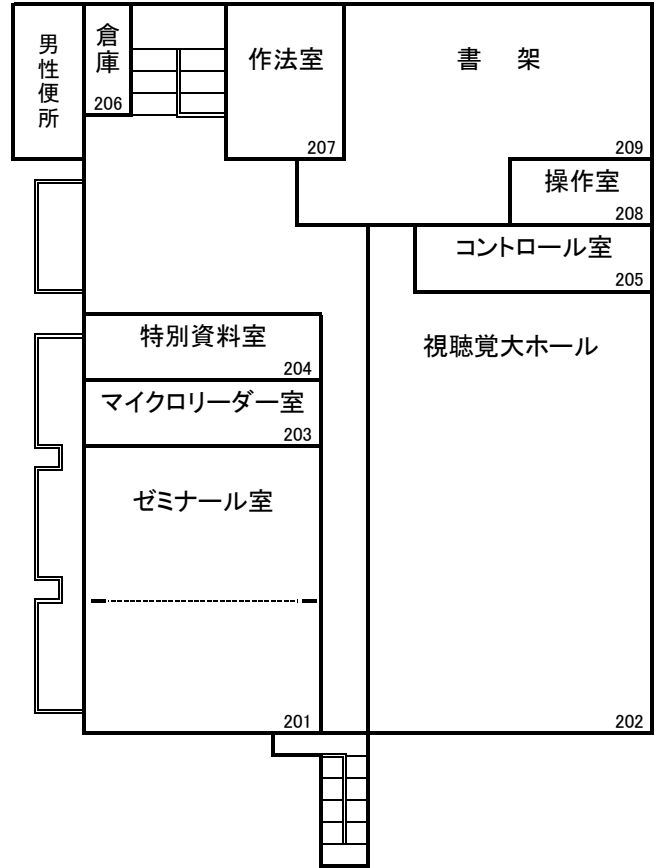 男性便所
倉庫
206
作法室
207
書　架
209
操作室
208
コントロール室
205
特別資料室
204
視聴覚大ホール
マイクロリーダー室
203
ゼミナール室
201
202